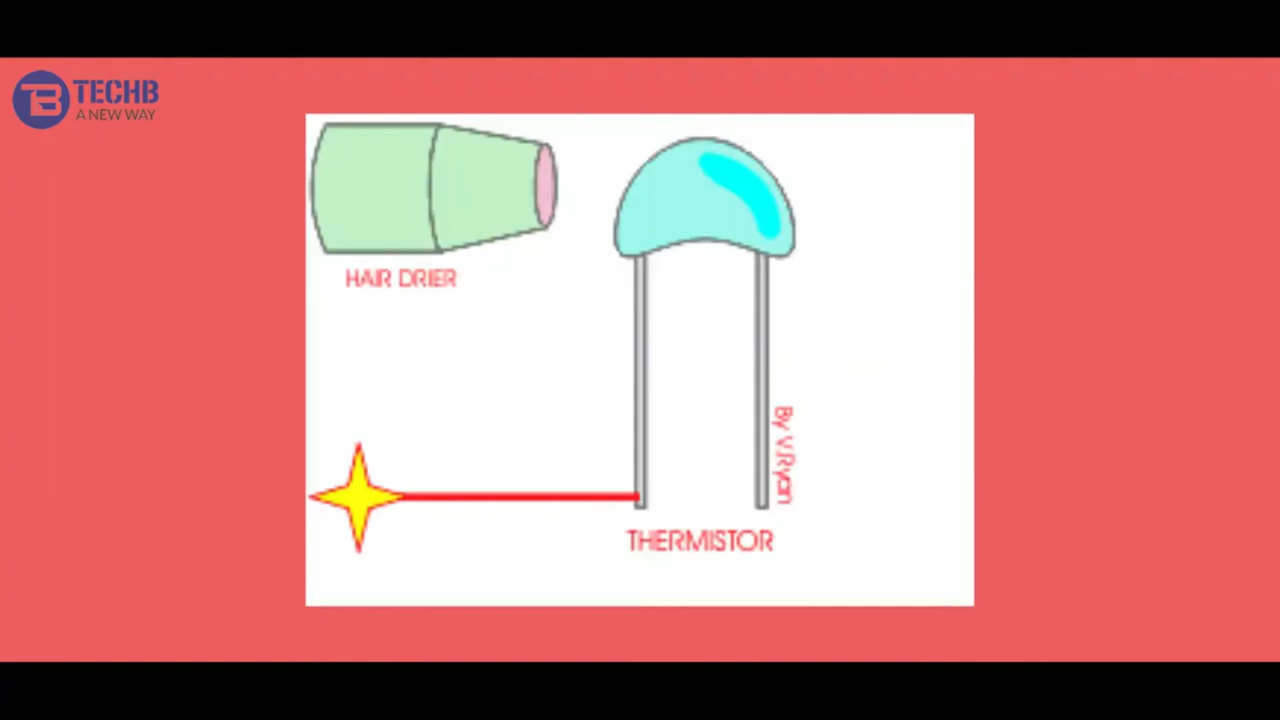 TECHB
A NEW WAY
HAIR DRIER
By V.Ryan
THERMISTOR